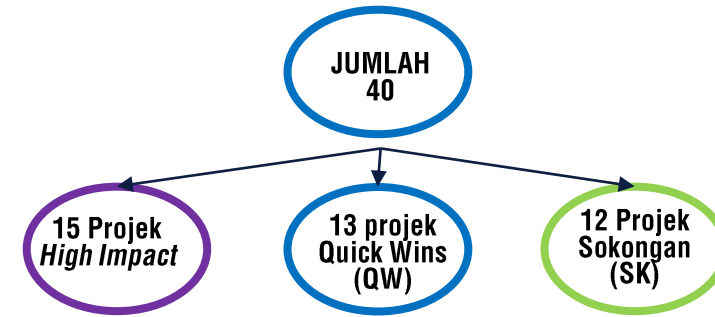 JUMLAH
40
15 Projek
High Impact
13 projek
Quick Wins
(QW)
12 Projek
Sokongan
(SK)